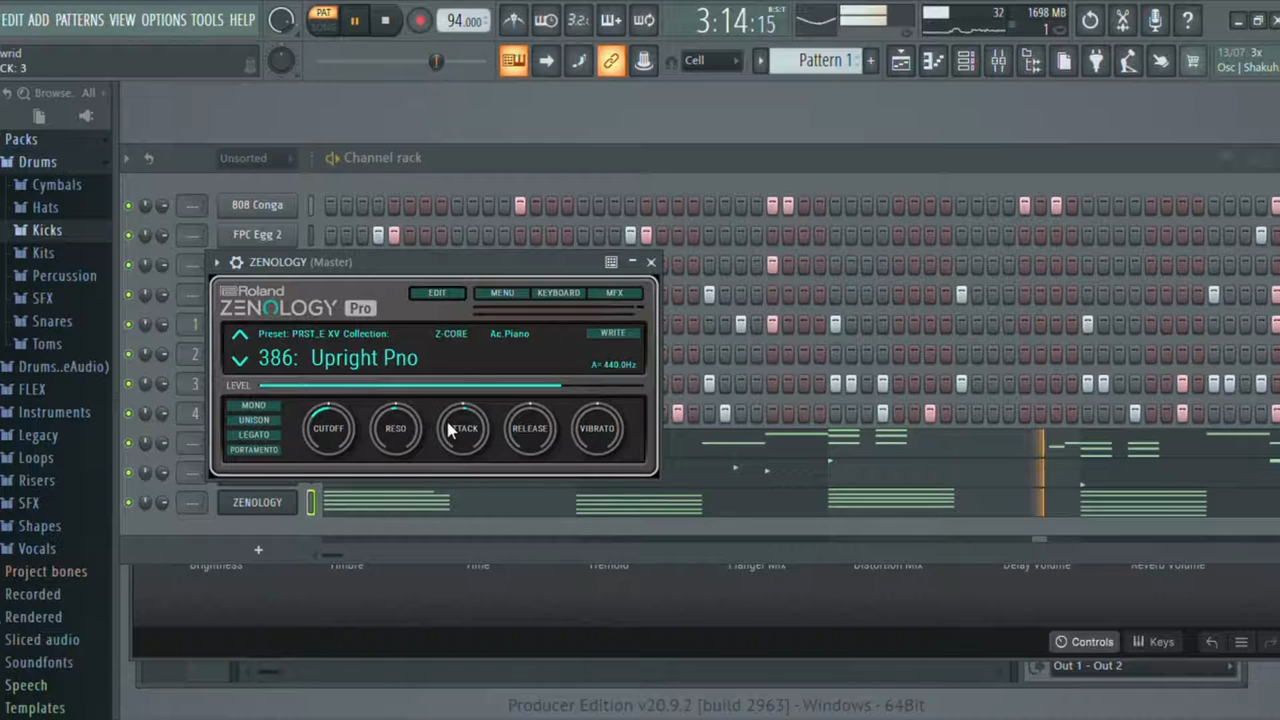 EDIT ADD PATTERNS VIEW OPTIONS TOOLS HELP
PAT
94.000
3:14:15
B:S:T
32
1698 MB
1
wrid
CK: 3
Cell
Pattern 1
13/07 3x
Osc | Shakuh
Browse.. All
Packs
Drums
Cymbals
Hats
Kicks
Kits
Percussion
SFX
Snares
Toms
Drums..eAudio)
FLEX
Instruments
Legacy
Loops
Risers
SFX
Shapes
Vocals
Project bones
Recorded
Rendered
Sliced audio
Soundfonts
Speech
Templates
Unsorted
Channel rack
808 Conga
FPC Egg 2
1
2
3
4
ZENOLOGY
ZENOLOGY (Master)
Roland
ZENOLOGY Pro
EDIT
MENU
KEYBOARD
MFX
Preset: PRST_E XV Collection:
Z-CORE
Ac.Piano
WRITE
386: Upright Pno
A= 440.0Hz
LEVEL
MONO
UNISON
LEGATO
PORTAMENTO
CUTOFF
RESO
RELEASE
VIBRATO
+
Brightness
Timbre
Time
Tremolo
Flanger Mix
Distortion Mix
Delay Volume
Reverb Volume
Controls
Keys
Out 1 - Out 2
Producer Edition v20.9.2 [build 2963] - Windows - 64Bit